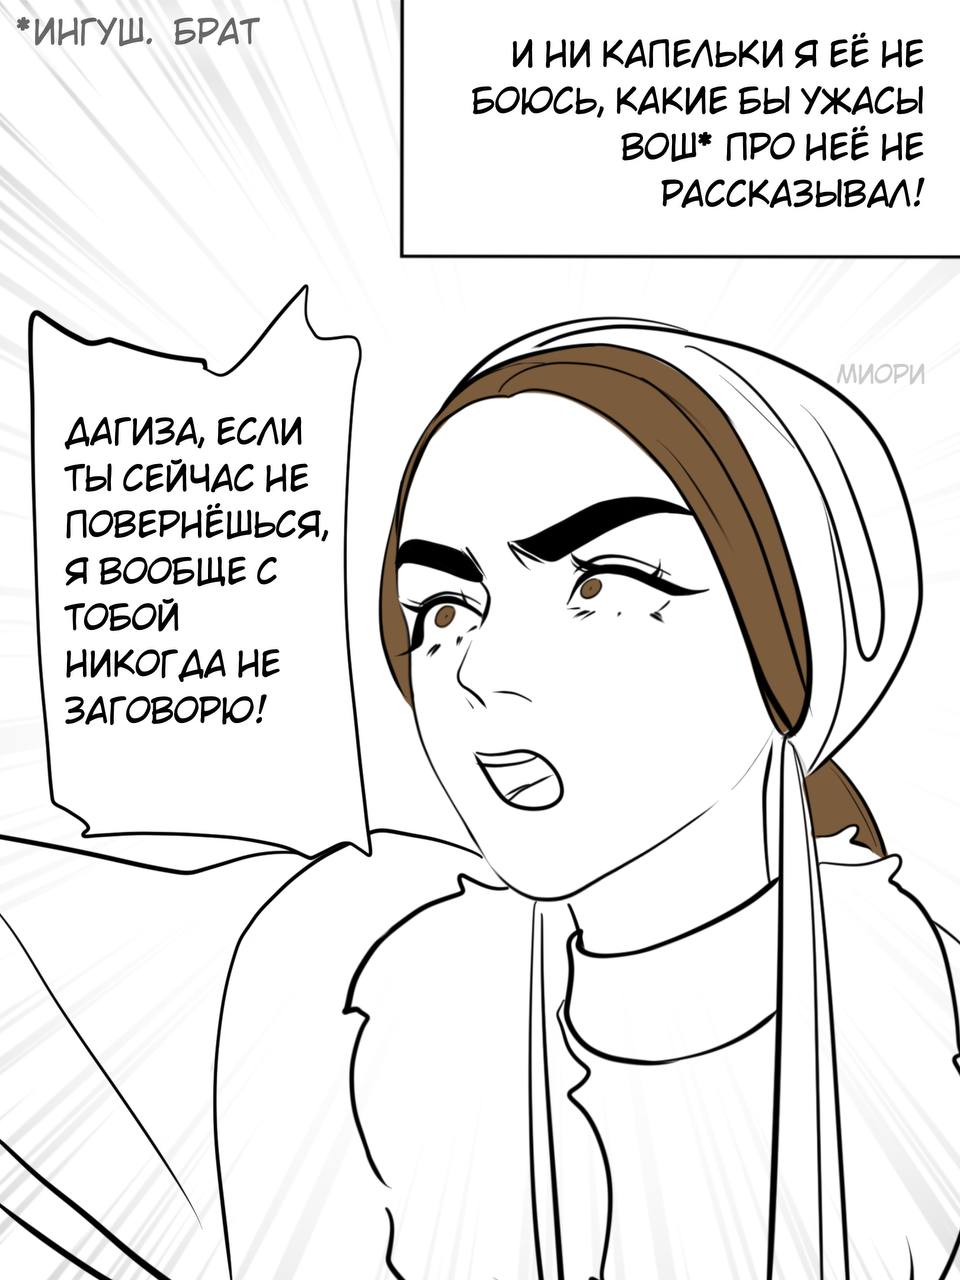 *ИНГУШ. БРАТ
И НИ КАПЕЛЬКИ Я ЕЁ НЕ
БОЮСЬ, КАКИЕ БЫ УЖАСЫ
ВОШ* ПРО НЕЁ НЕ
РАССКАЗЫВАЛ!
МИОРИ
ДАГИЗА, ЕСЛИ
ТЫ СЕЙЧАС НЕ
ПОВЕРНЁШЬСЯ,
Я ВООБЩЕ С
ТОБОЙ
НИКОГДА НЕ
ЗАГОВОРЮ!